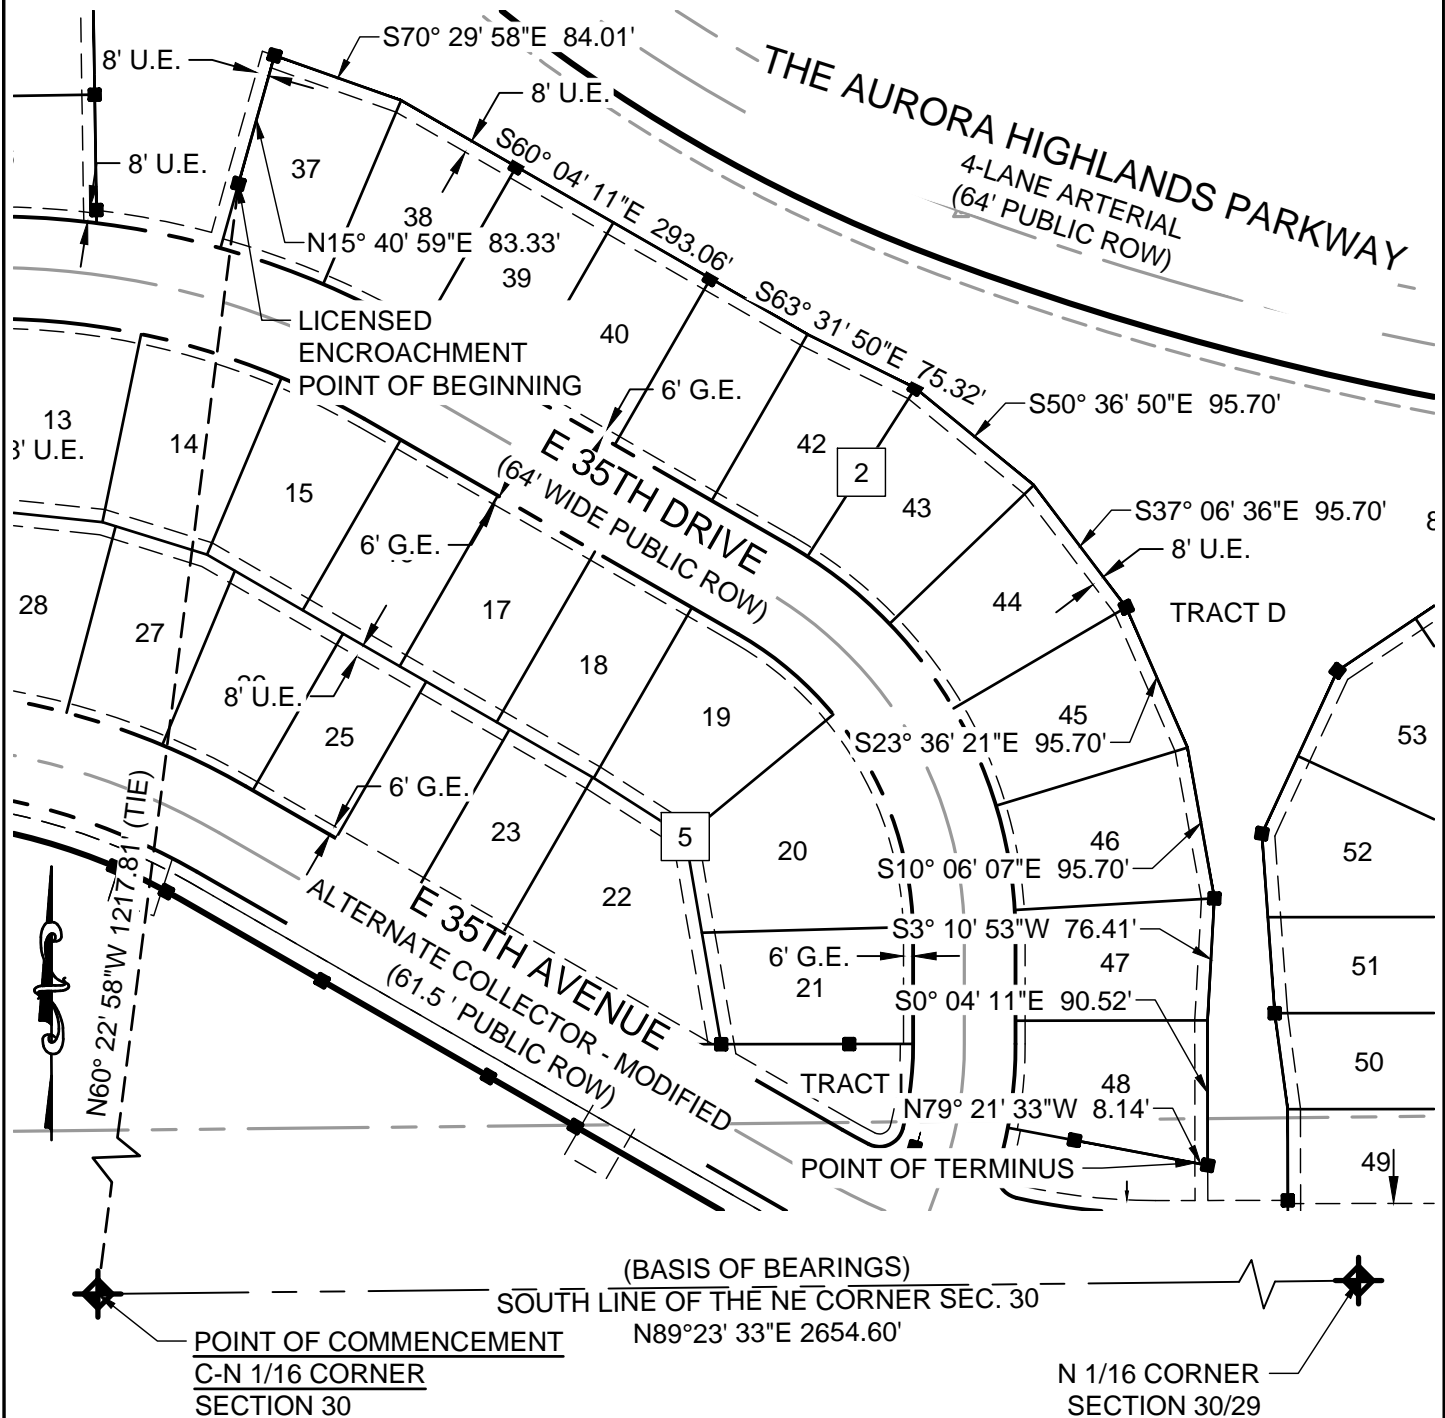 S70° 29' 58"E 84.01'
8' U.E.
8' U.E.
8' U.E.
37
S60° 04' 11"E 293.06'
THE AURORA HIGHLANDS PARKWAY
4-LANE ARTERIAL
(64' PUBLIC ROW)
38
N15° 40' 59"E 83.33'
39
LICENSED
ENCROACHMENT
POINT OF BEGINNING
40
S63° 31' 50"E 75.32'
6' G.E.
S50° 36' 50"E 95.70'
13
' U.E.
14
15
42
2
43
E 35TH DRIVE
(64' WIDE PUBLIC ROW)
S37° 06' 36"E 95.70'
8' U.E.
6' G.E.
44
TRACT D
28
27
17
18
8' U.E.
25
19
45
S23° 36' 21"E 95.70'
53
6' G.E.
23
5
20
46
S10° 06' 07"E 95.70'
52
N60° 22' 58"W 1217.81' (TIE)
22
E 35TH AVENUE
ALTERNATE COLLECTOR - MODIFIED
(61.5 ' PUBLIC ROW)
S3° 10' 53"W 76.41'
6' G.E.
21
47
51
S0° 04' 11"E 90.52'
TRACT I
48
50
N79° 21' 33"W 8.14'
POINT OF TERMINUS
49
(BASIS OF BEARINGS)
SOUTH LINE OF THE NE CORNER SEC. 30
N89°23' 33"E 2654.60'
POINT OF COMMENCEMENT
C-N 1/16 CORNER
SECTION 30
N 1/16 CORNER
SECTION 30/29